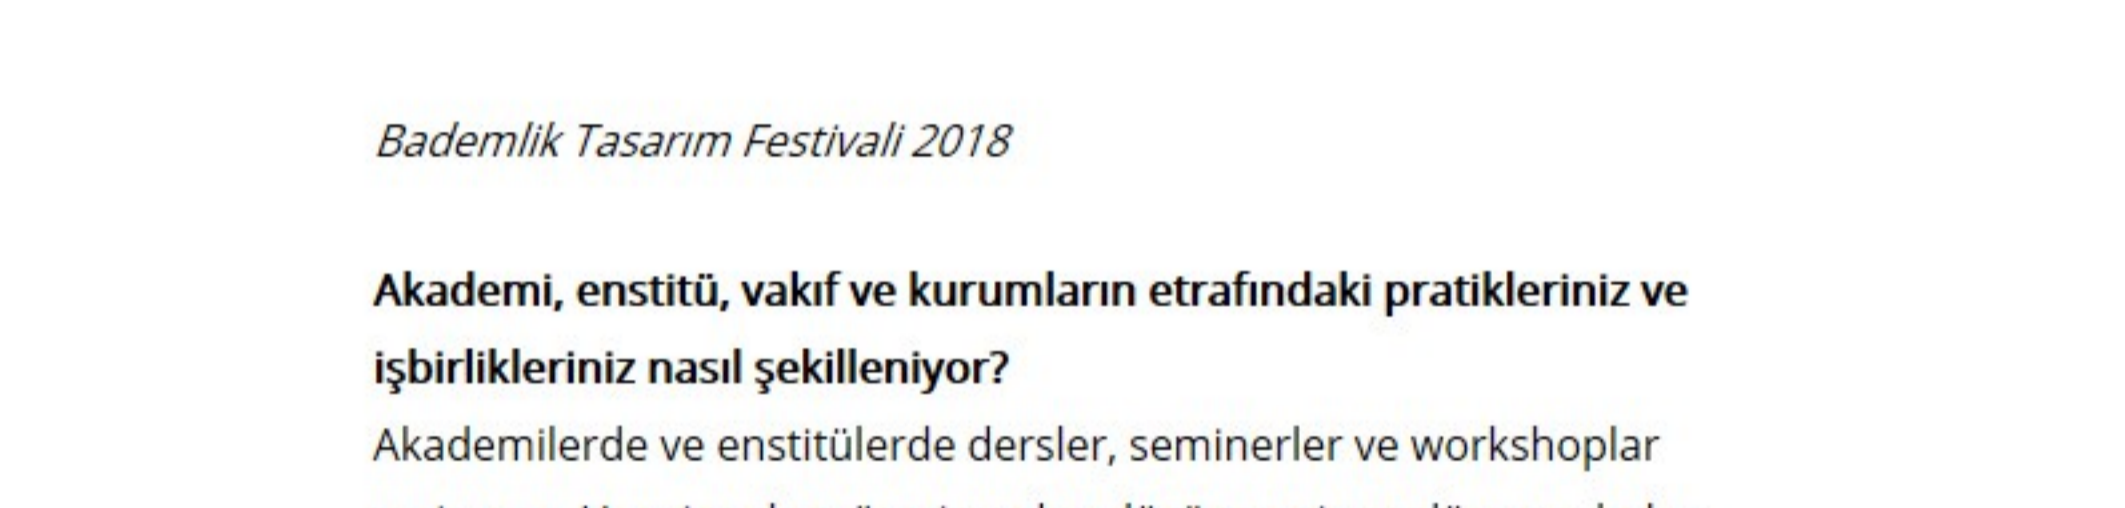 Bademlik Tasarım Festivali 2018
Akademi, enstitü, vakıf ve kurumların etrafındaki pratikleriniz ve
işbirlikleriniz nasıl şekilleniyor?
Akademilerde ve enstitülerde dersler, seminerler ve workshoplar